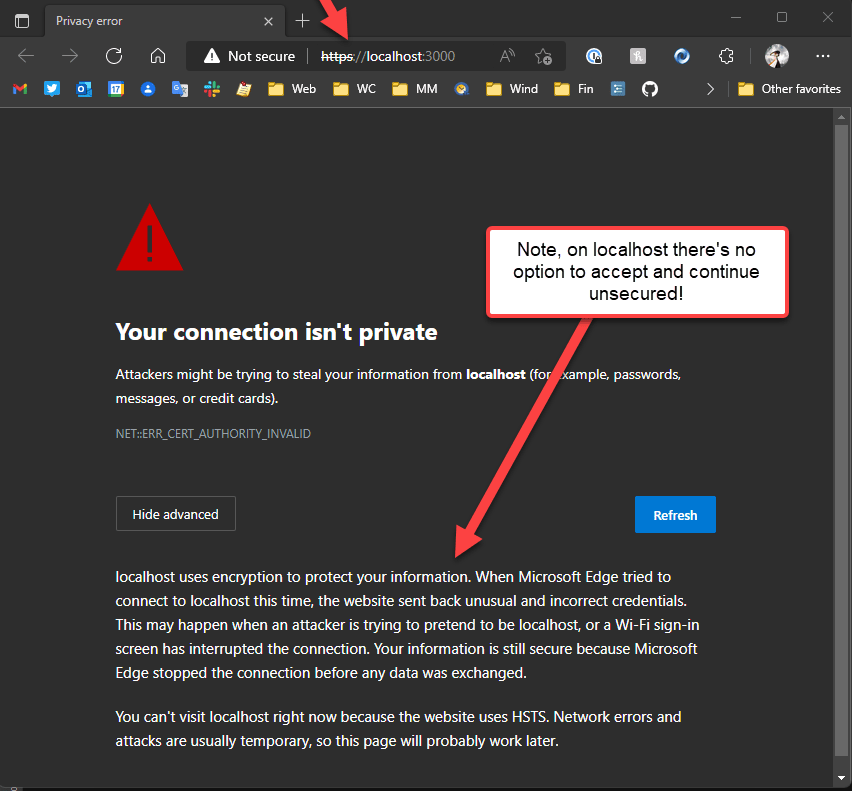 Privacy error
Not secure
https://localhost:3000
17
Web
WC
MM
Wind
Fin
Other favorites
Note, on localhost there's no
option to accept and continue
unsecured!
Your connection isn't private
Attackers might be trying to steal your information from localhost (for example, passwords,
messages, or credit cards).
NET::ERR_CERT_AUTHORITY_INVALID
Hide advanced
Refresh
localhost uses encryption to protect your information. When Microsoft Edge tried to
connect to localhost this time, the website sent back unusual and incorrect credentials.
This may happen when an attacker is trying to pretend to be localhost, or a Wi-Fi sign-in
screen has interrupted the connection. Your information is still secure because Microsoft
Edge stopped the connection before any data was exchanged.
You can't visit localhost right now because the website uses HSTS. Network errors and
attacks are usually temporary, so this page will probably work later.